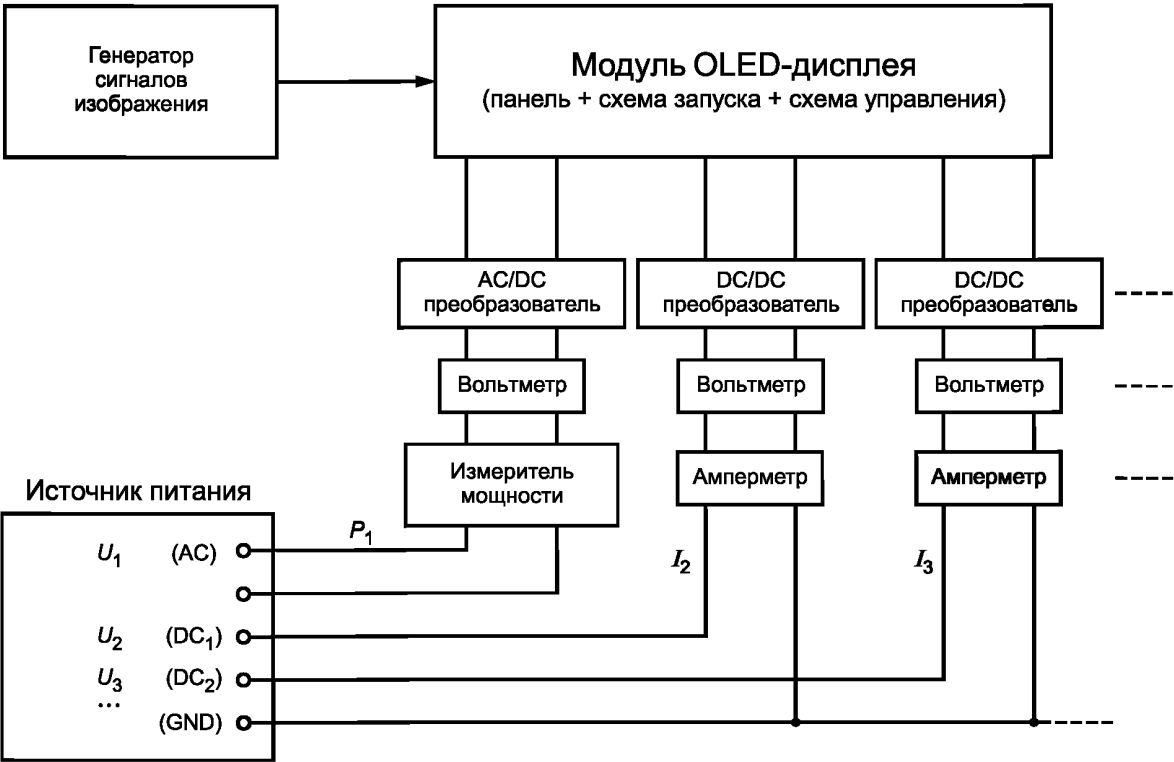 Генератор
сигналов
изображения
Модуль OLED-дисплея
(панель + схема запуска + схема управления)
AC/DC
преобразователь
DC/DC
преобразователь
DC/DC
преобразователь
Вольтметр
Вольтметр
Вольтметр
Измеритель
мощности
Амперметр
Амперметр
Источник питания
P1
U1 (AC)
I2
I3
U2 (DC1)
U3 (DC2)
...
(GND)